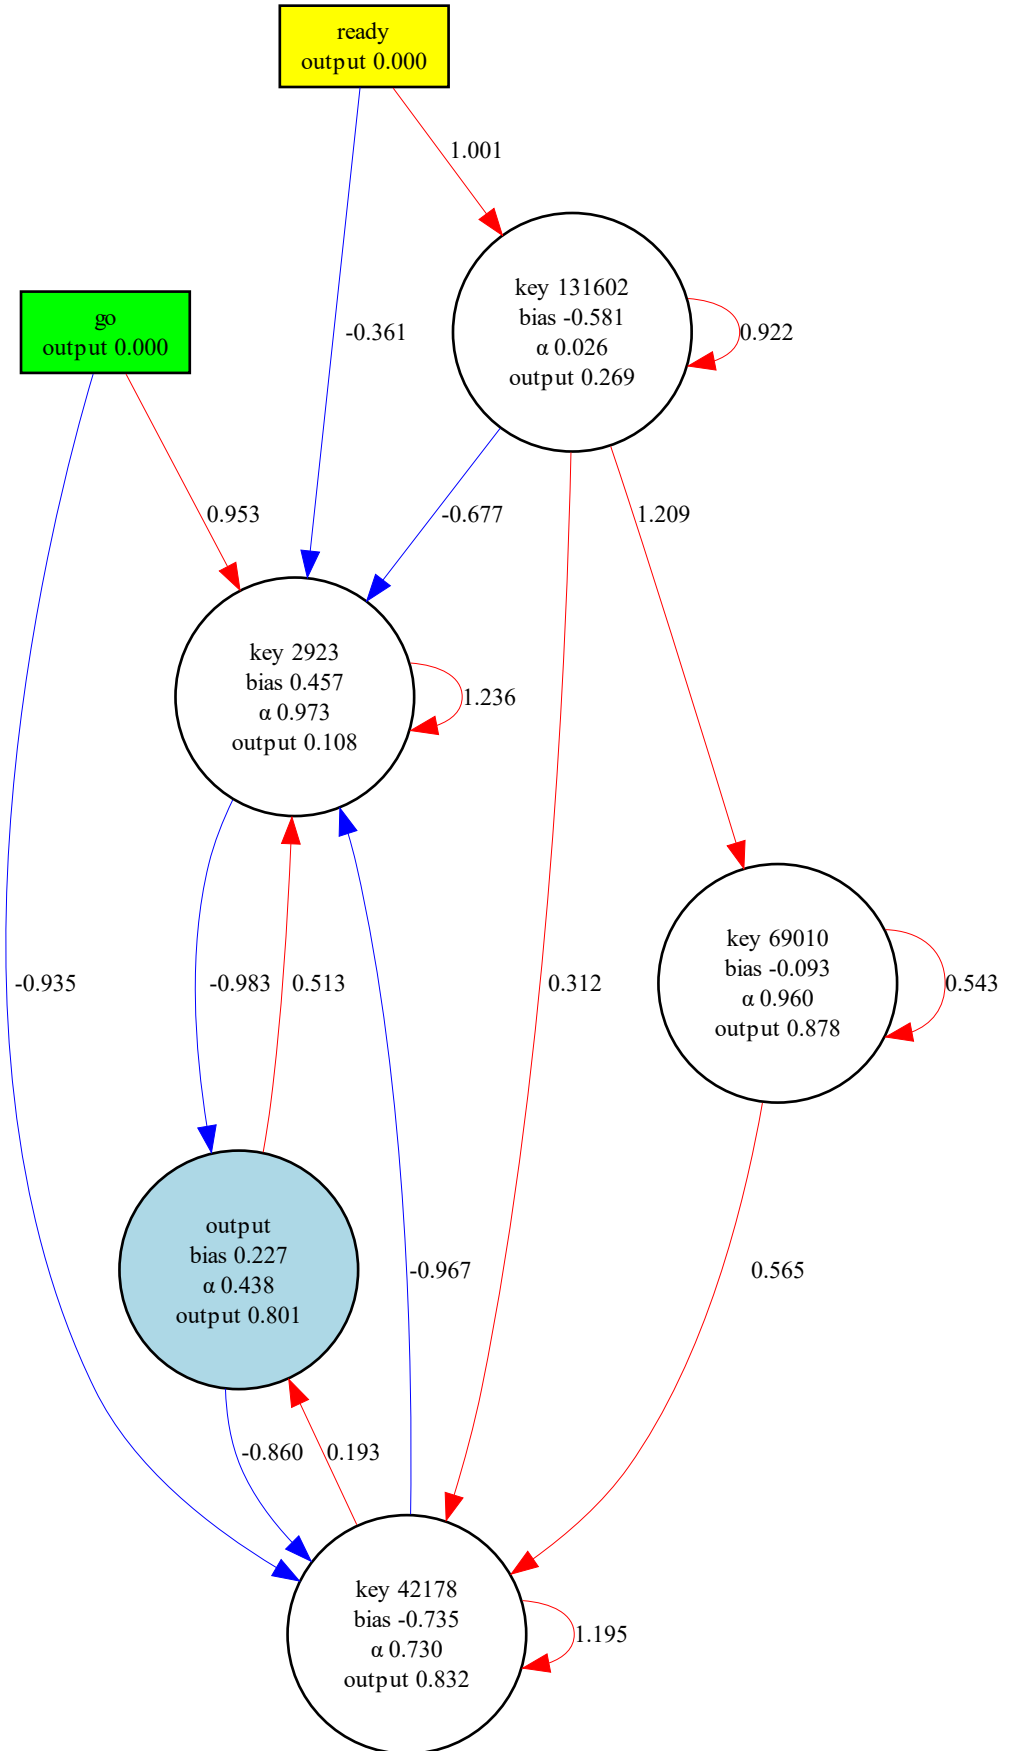 ready
output 0.000
1.001
key 131602
bias -0.581
α 0.026
output 0.269
0.922
go
output 0.000
-0.361
0.953
-0.677
1.209
key 2923
bias 0.457
α 0.973
output 0.108
1.236
key 69010
bias -0.093
α 0.960
output 0.878
0.543
-0.935
-0.983
0.513
0.312
output
bias 0.227
α 0.438
output 0.801
-0.967
0.565
-0.860
0.193
key 42178
bias -0.735
α 0.730
output 0.832
1.195